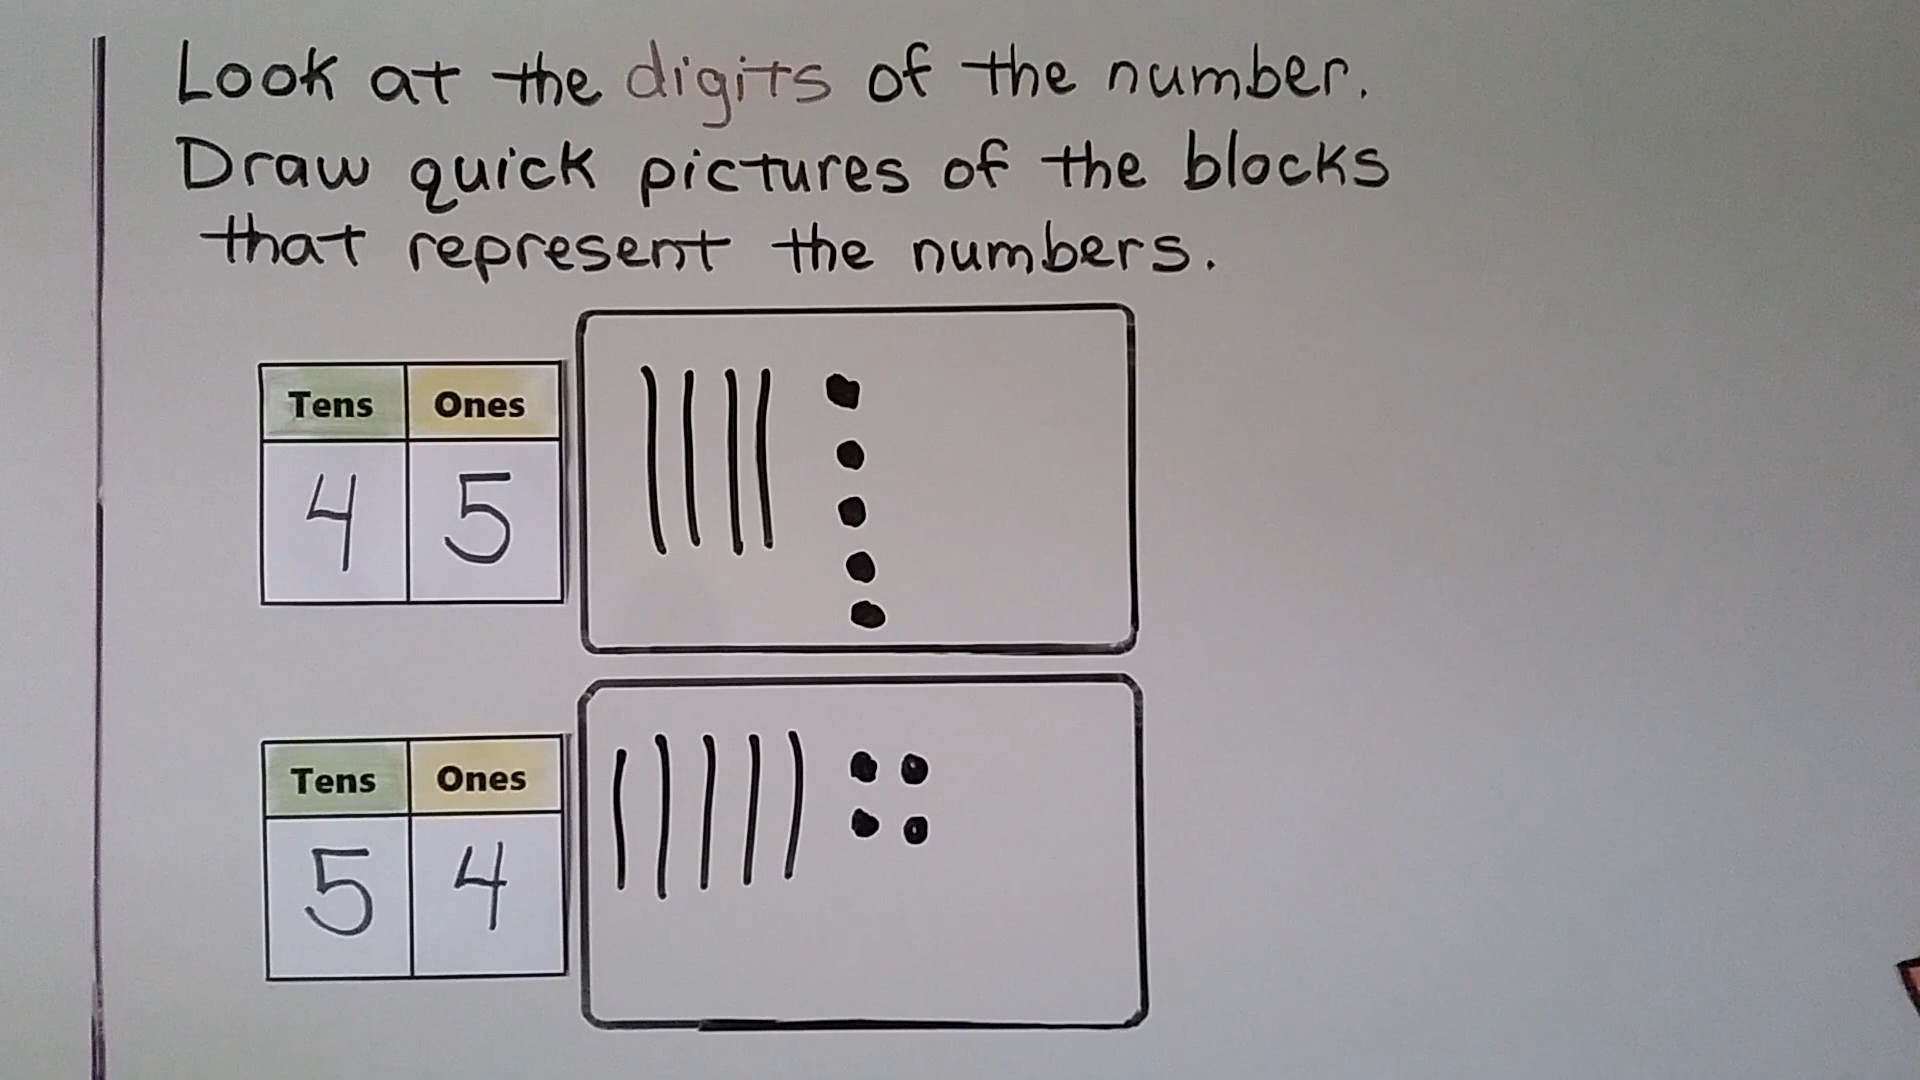 Look at the digits of the number.
Draw quick pictures of the blocks
that represent the numbers.
Tens Ones
4 5
Tens Ones
5 4